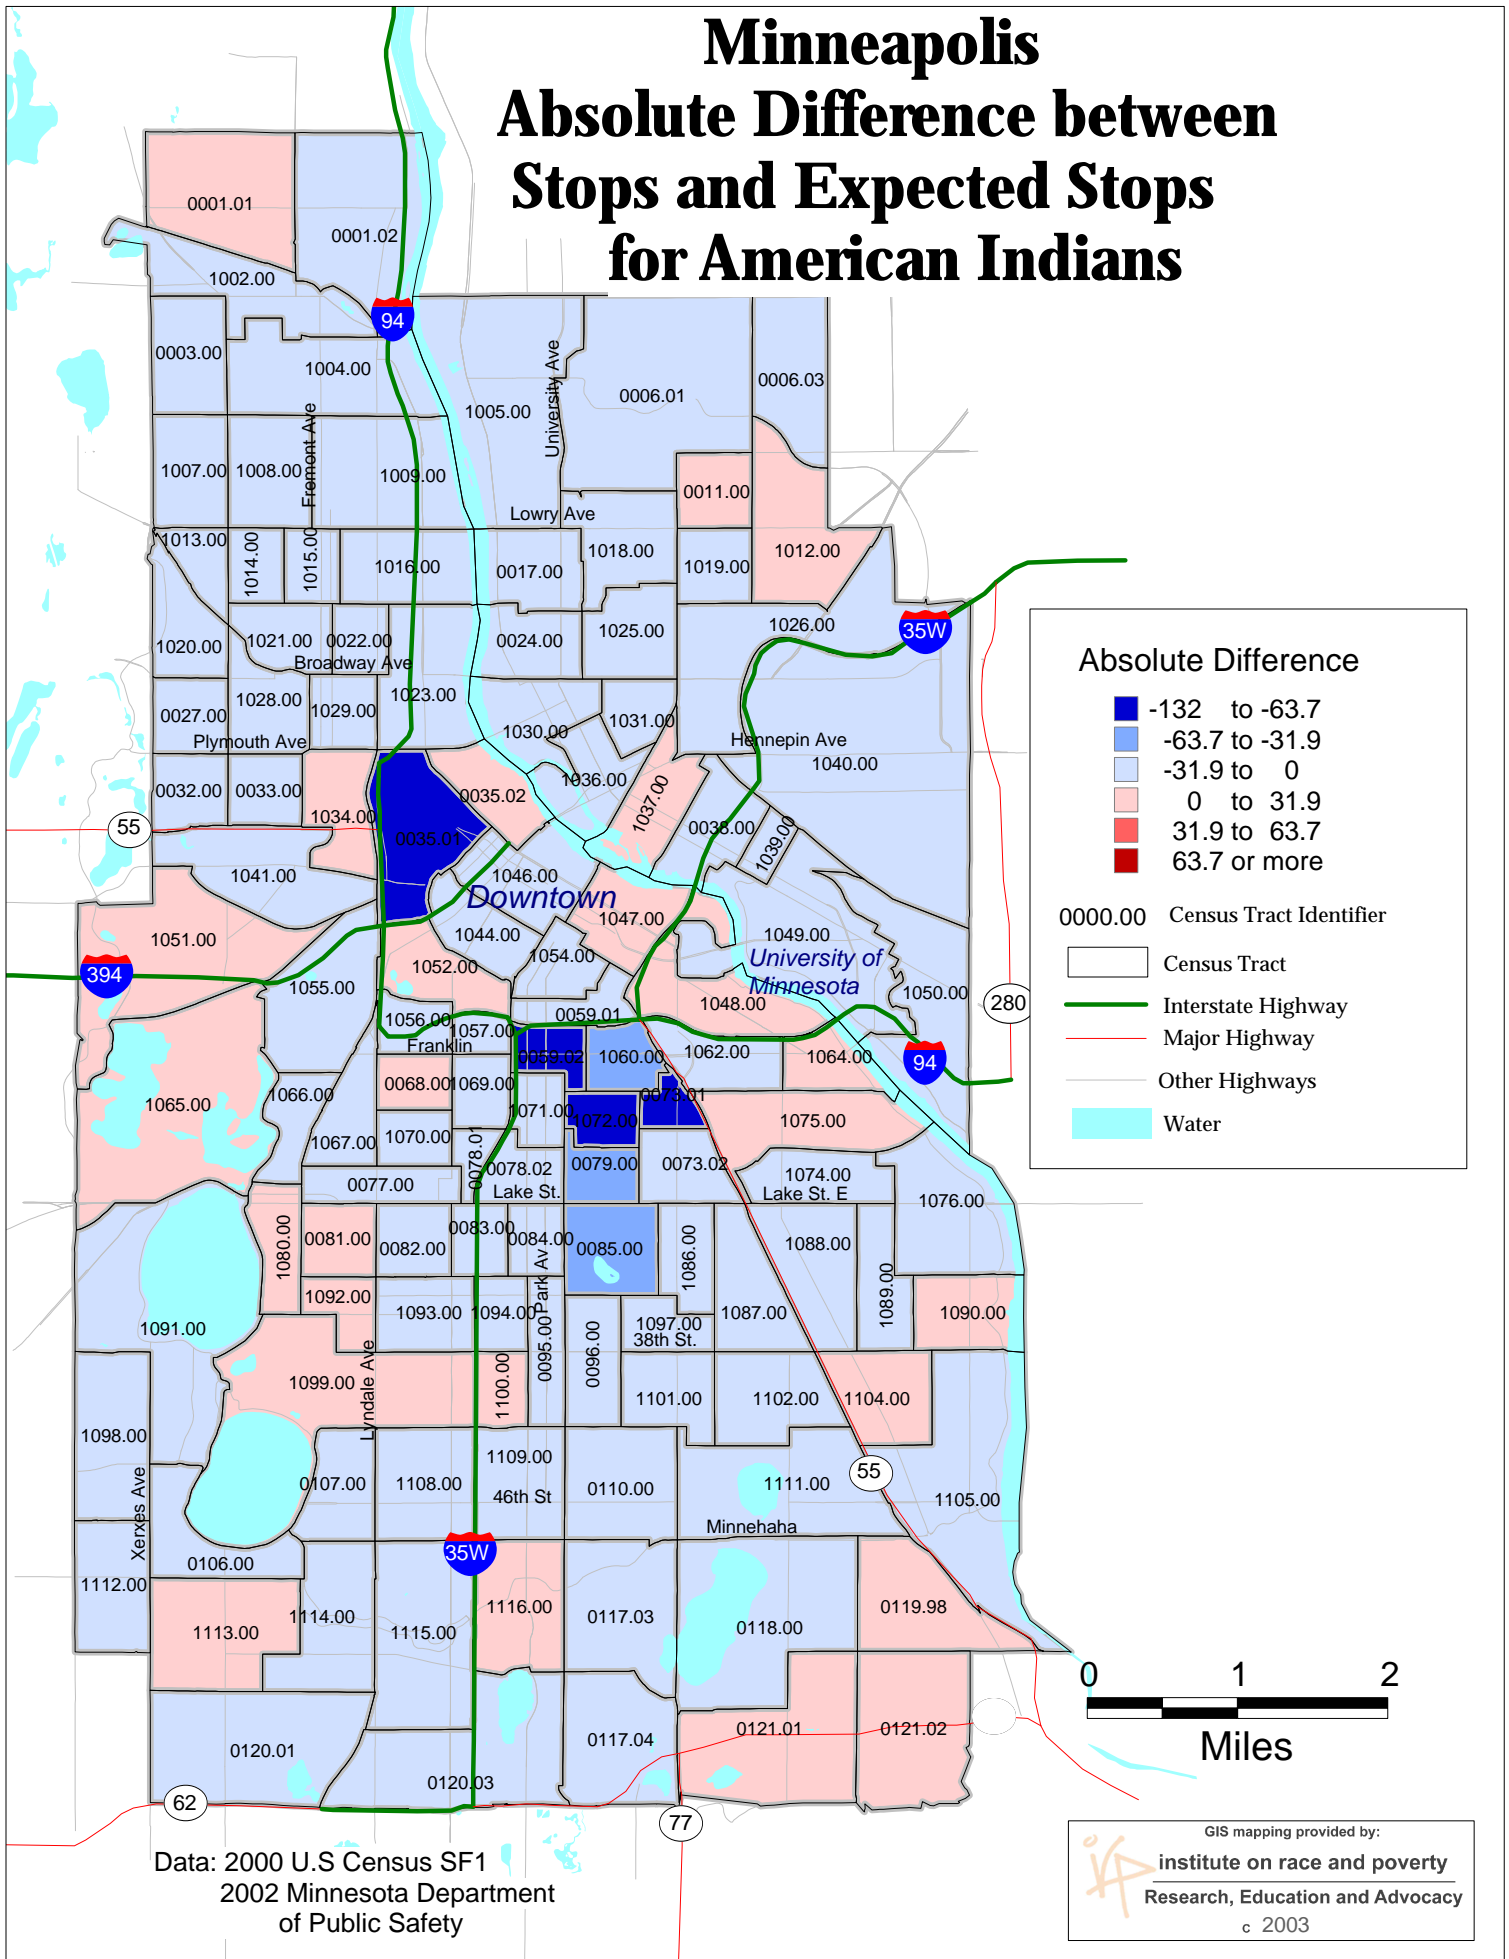 Minneapolis
Absolute Difference between
Stops and Expected Stops
for American Indians
0001.01
0001.02
1002.00
94
0003.00
1004.00
University Ave
0006.01
0006.03
1005.00
Fremont Ave
1007.00
1008.00
1009.00
0011.00
Lowry Ave
1013.00
1014.00
1015.00
1016.00
0017.00
1018.00
1019.00
1012.00
1020.00
1021.00
0022.00
0024.00
1025.00
1026.00
35W
Broadway Ave
1023.00
0027.00
1028.00
1029.00
1030.00
1031.00
Plymouth Ave
Hennepin Ave
1040.00
0032.00
0033.00
1034.00
0035.02
1036.00
1037.00
55
0035.01
0038.00
1039.00
1041.00
1046.00
Downtown
1047.00
1051.00
1044.00
1049.00
1054.00
University of
Minnesota
394
1052.00
1055.00
1048.00
1050.00
280
1056.00
1057.00
0059.01
Franklin
0059.02
1060.00
1062.00
1064.00
94
1065.00
1066.00
0068.00
1069.00
0073.01
1071.00
1072.00
1075.00
1067.00
1070.00
0078.01
0078.02
0079.00
0073.02
1074.00
0077.00
Lake St.
Lake St. E
1076.00
1080.00
0081.00
0082.00
0083.00
0084.00
0085.00
1086.00
1088.00
1089.00
Park Av
1092.00
1093.00
1094.00
1087.00
1090.00
1091.00
0095.00
0096.00
1097.00
38th St.
Lyndale Ave
1099.00
1100.00
1101.00
1102.00
1104.00
1098.00
Xerxes Ave
0107.00
1108.00
1109.00
46th St
0110.00
1111.00
55
1105.00
Minnehaha
35W
0106.00
1112.00
1113.00
1114.00
1115.00
1116.00
0117.03
0118.00
0119.98
0120.01
0120.03
0117.04
0121.01
0121.02
62
77
Absolute Difference
-132 to -63.7
-63.7 to -31.9
-31.9 to 0
0 to 31.9
31.9 to 63.7
63.7 or more
0000.00 Census Tract Identifier
Census Tract
Interstate Highway
Major Highway
Other Highways
Water
0 1 2
Miles
Data: 2000 U.S Census SF1
2002 Minnesota Department
of Public Safety
GIS mapping provided by:
irp
institute on race and poverty
Research, Education and Advocacy
c 2003